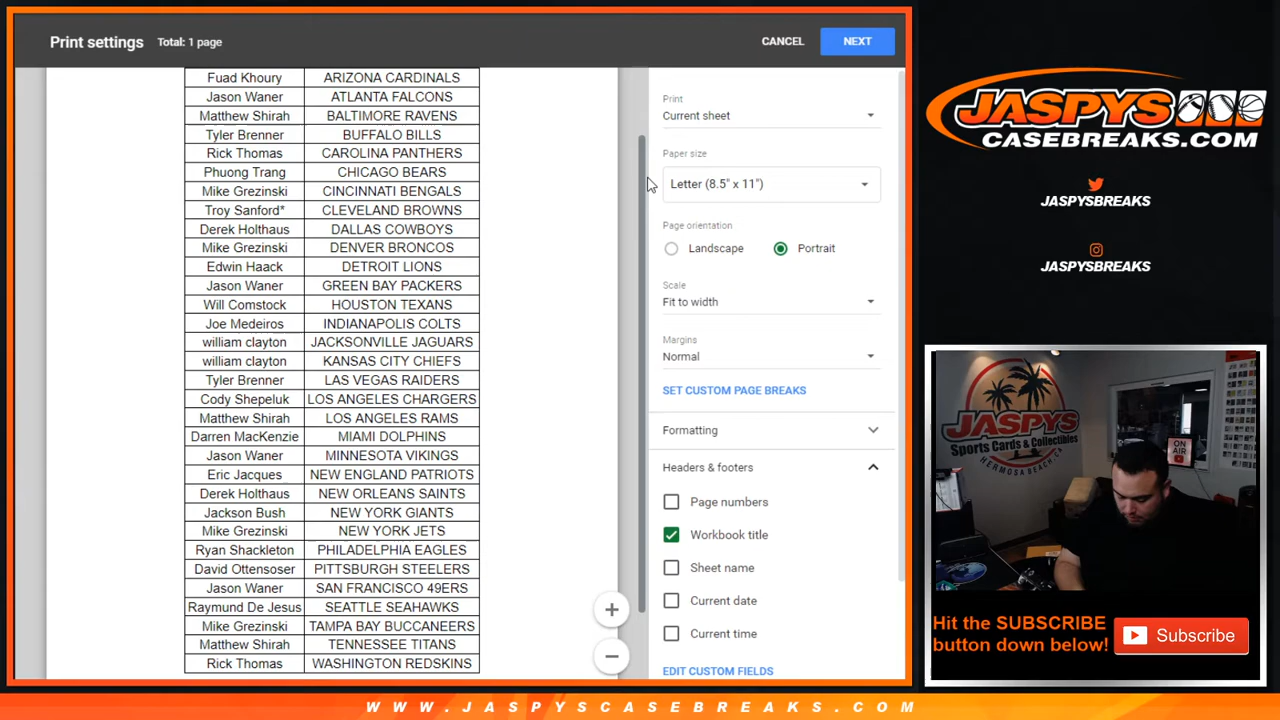 Print settings Total: 1 page CANCEL NEXT
Fuad Khoury ARIZONA CARDINALS
Jason Waner ATLANTA FALCONS
Matthew Shirah BALTIMORE RAVENS
Tyler Brenner BUFFALO BILLS
Rick Thomas CAROLINA PANTHERS
Phuong Trang CHICAGO BEARS
Mike Grezinski CINCINNATI BENGALS
Troy Sanford* CLEVELAND BROWNS
Derek Holthaus DALLAS COWBOYS
Mike Grezinski DENVER BRONCOS
Edwin Haack DETROIT LIONS
Jason Waner GREEN BAY PACKERS
Will Comstock HOUSTON TEXANS
Joe Medeiros INDIANAPOLIS COLTS
william clayton JACKSONVILLE JAGUARS
william clayton KANSAS CITY CHIEFS
Tyler Brenner LAS VEGAS RAIDERS
Cody Shepeluk LOS ANGELES CHARGERS
Matthew Shirah LOS ANGELES RAMS
Darren MacKenzie MIAMI DOLPHINS
Jason Waner MINNESOTA VIKINGS
Eric Jacques NEW ENGLAND PATRIOTS
Derek Holthaus NEW ORLEANS SAINTS
Jackson Bush NEW YORK GIANTS
Mike Grezinski NEW YORK JETS
Ryan Shackleton PHILADELPHIA EAGLES
David Ottensoser PITTSBURGH STEELERS
Jason Waner SAN FRANCISCO 49ERS
Raymund De Jesus SEATTLE SEAHAWKS
Mike Grezinski TAMPA BAY BUCCANEERS
Matthew Shirah TENNESSEE TITANS
Rick Thomas WASHINGTON REDSKINS
Print
Current sheet
Paper size
Letter (8.5" x 11")
Page orientation
Landscape Portrait
Scale
Fit to width
Margins
Normal
SET CUSTOM PAGE BREAKS
Formatting
Headers & footers
Page numbers
Workbook title
Sheet name
Current date
Current time
EDIT CUSTOM FIELDS
JASPYS
CASEBREAKS.COM
JASPYSBREAKS
JASPYSBREAKS
JASPYS
Sports Cards & Collectibles
HERMOSA BEACH, CA
ON AIR
Hit the SUBSCRIBE
button down below!
Subscribe
WWW.JASPYSCASEBREAKS.COM